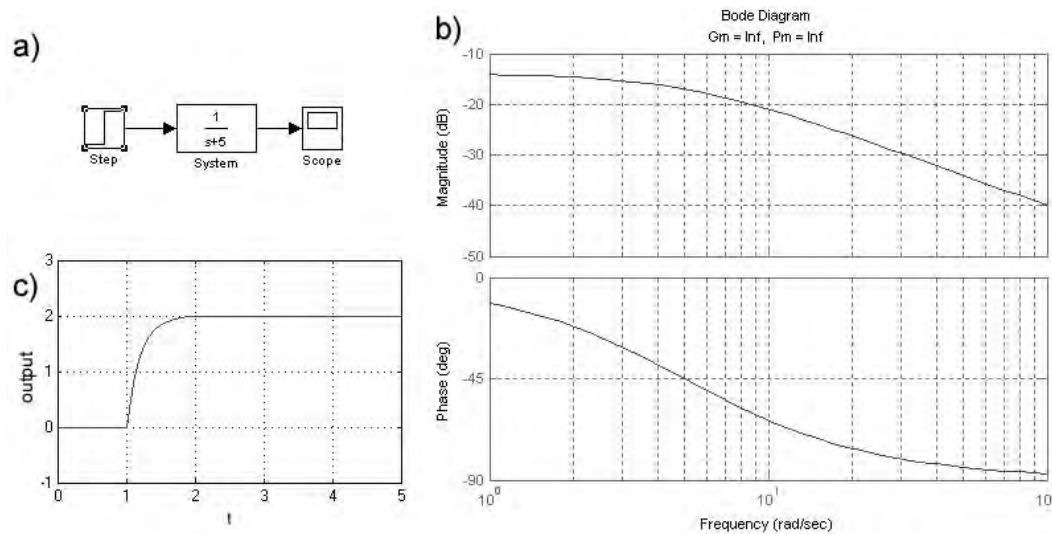 a)
1
s+5
Step
System
Scope
b)
Bode Diagram
Gm = Inf, Pm = Inf
-10
-20
-30
-40
-50
Magnitude (dB)
0
-45
-90
Phase (deg)
10^0
10^1
10
Frequency (rad/sec)
c)
3
2
1
0
-1
output
0
1
2
3
4
5
t